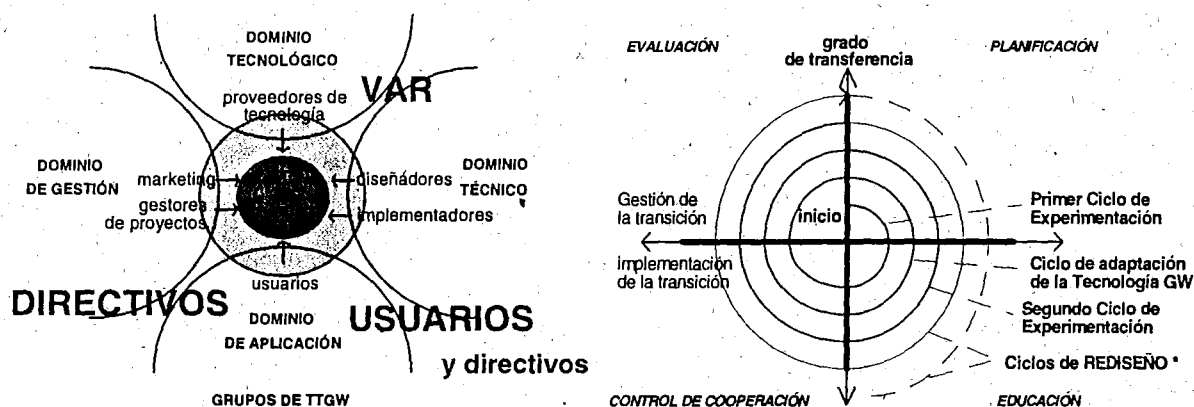 DOMINIO
TECNOLÓGICO
VAR
proveedores de
tecnología
DOMINIO
DE GESTIÓN
marketing
gestores
de proyectos
diseñádores
implementadores
DOMINIO
TÉCNICO
usuarios
DIRECTIVOS
DOMINIO
DE APLICACIÓN
USUARIOS
y directivos
GRUPOS DE TTGW
EVALUACIÓN
grado
de transferencia
PLANIFICACIÓN
Gestión de
la transición
inicio
Primer Ciclo de
Experimentación
implementación
de la transición
Ciclo de adaptación
de la Tecnología GW
Segundo Ciclo de
Experimentación
Ciclos de REDISEÑO
CONTROL DE COOPERACIÓN
EDUCACIÓN